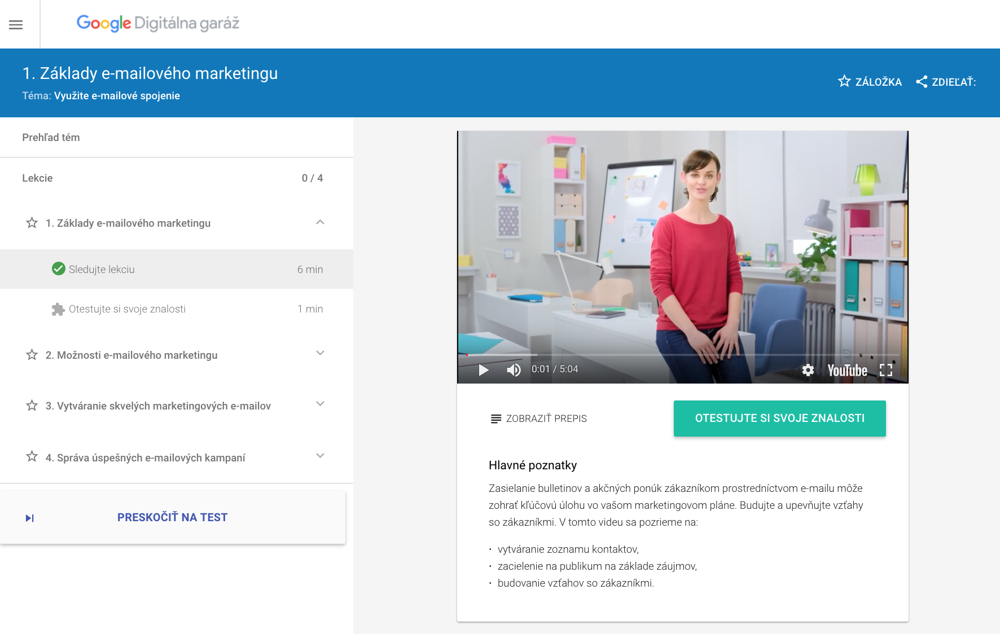 Google Digitálna garáž
1. Základy e-mailového marketingu
Téma: Využite e-mailové spojenie
ZÁLOŽKA
ZDIEĽAŤ:
Prehľad tém
Lekcie 0 / 4
1. Základy e-mailového marketingu
Sledujte lekciu 6 min
Otestujte si svoje znalosti 1 min
2. Možnosti e-mailového marketingu
3. Vytváranie skvelých marketingových e-mailov
4. Správa úspešných e-mailových kampaní
PRESKOČIŤ NA TEST
0:01 / 5:04
YouTube
ZOBRAZIŤ PREPIS
OTESTUJTE SI SVOJE ZNALOSTI
Hlavné poznatky
Zasielanie bulletinov a akčných ponúk zákazníkom prostredníctvom e-mailu môže
zohrať kľúčovú úlohu vo vašom marketingovom pláne. Budujte a upevňujte vzťahy
so zákazníkmi. V tomto videu sa pozrieme na:
• vytváranie zoznamu kontaktov,
• zacielenie na publikum na základe záujmov,
• budovanie vzťahov so zákazníkmi.